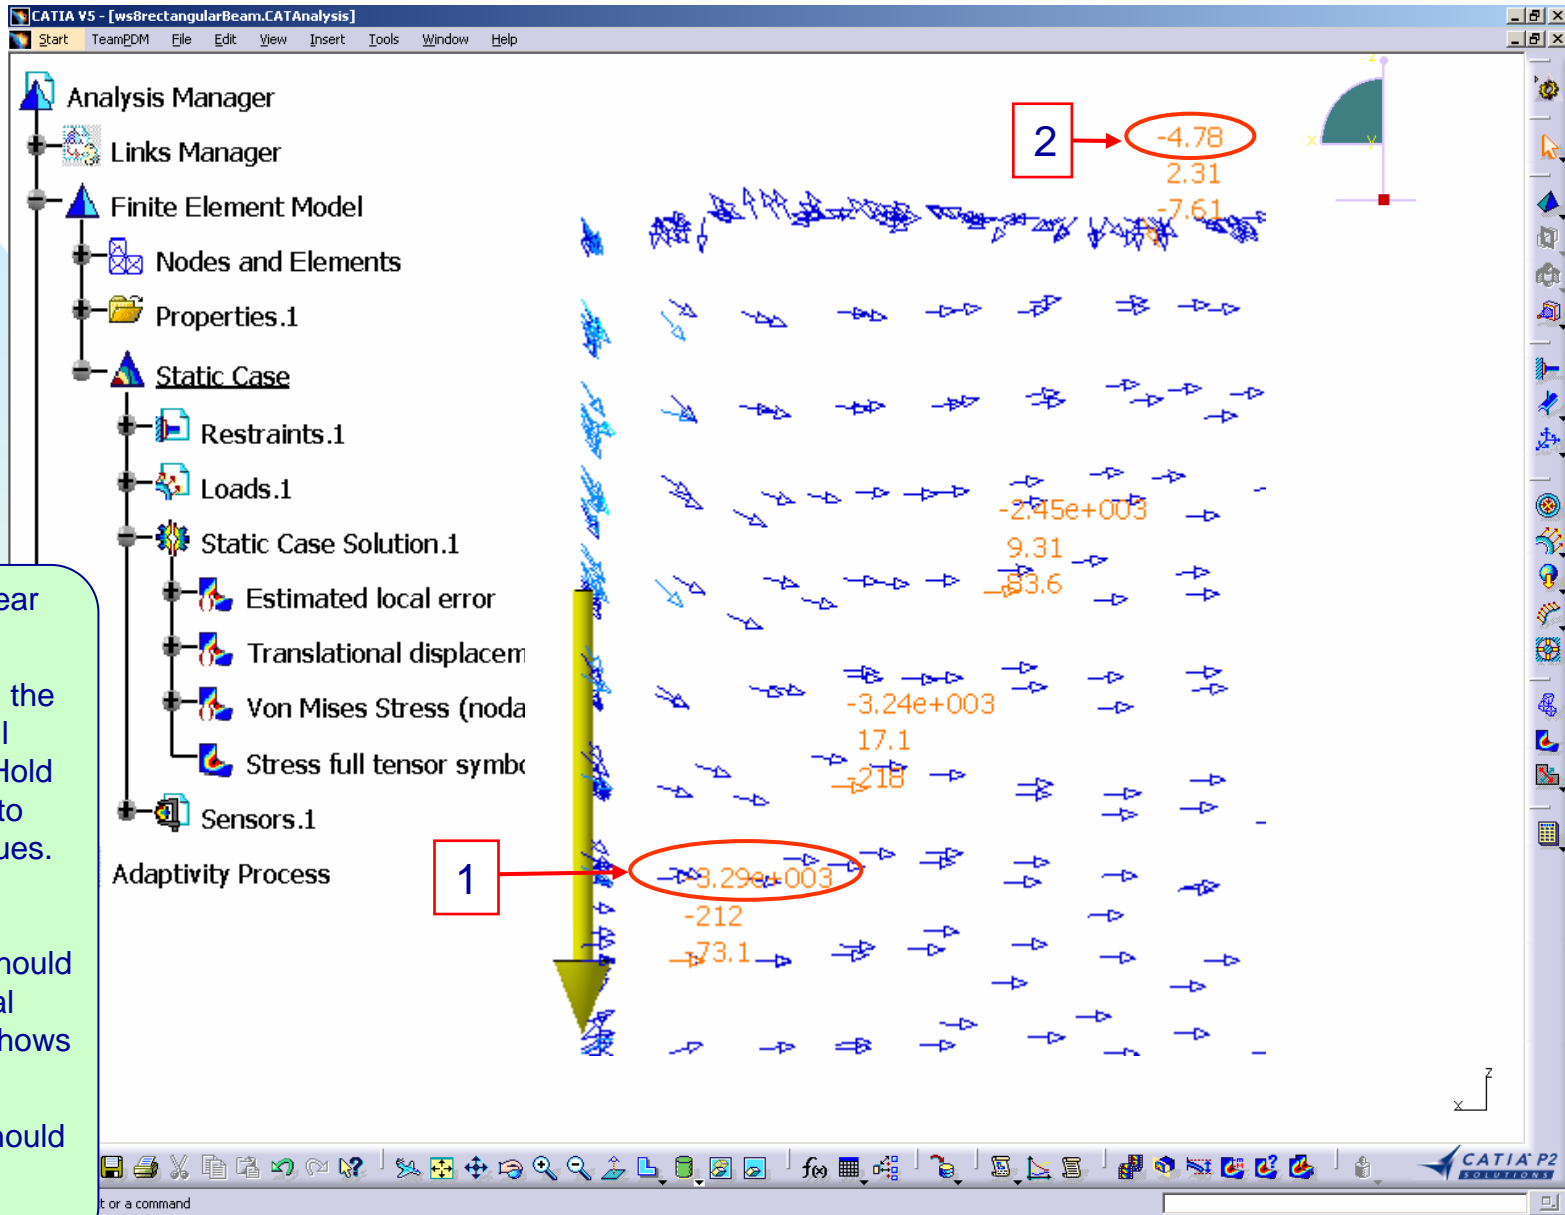 CATIA V5 - [ws8rectangularBeam.CATAnalysis]
Start TeamPDM File Edit View Insert Tools Window Help
Analysis Manager
Links Manager
Finite Element Model
Nodes and Elements
Properties.1
Static Case
Restraints.1
Loads.1
Static Case Solution.1
Estimated local error
Translational displacem
Von Mises Stress (noda
Stress full tensor symbo
Sensors.1
Adaptivity Process
ear
the
l
Hold
to
ues.
hould
al
hows
hould
2
-4.78
2.31
-7.61
z
x
y
-2.45e+003
9.31
-83.6
-3.24e+003
17.1
-218
1
-3.29e+003
-212
-73.1
z
x
f(x)
CATIA P2
SOLUTIONS
t or a command